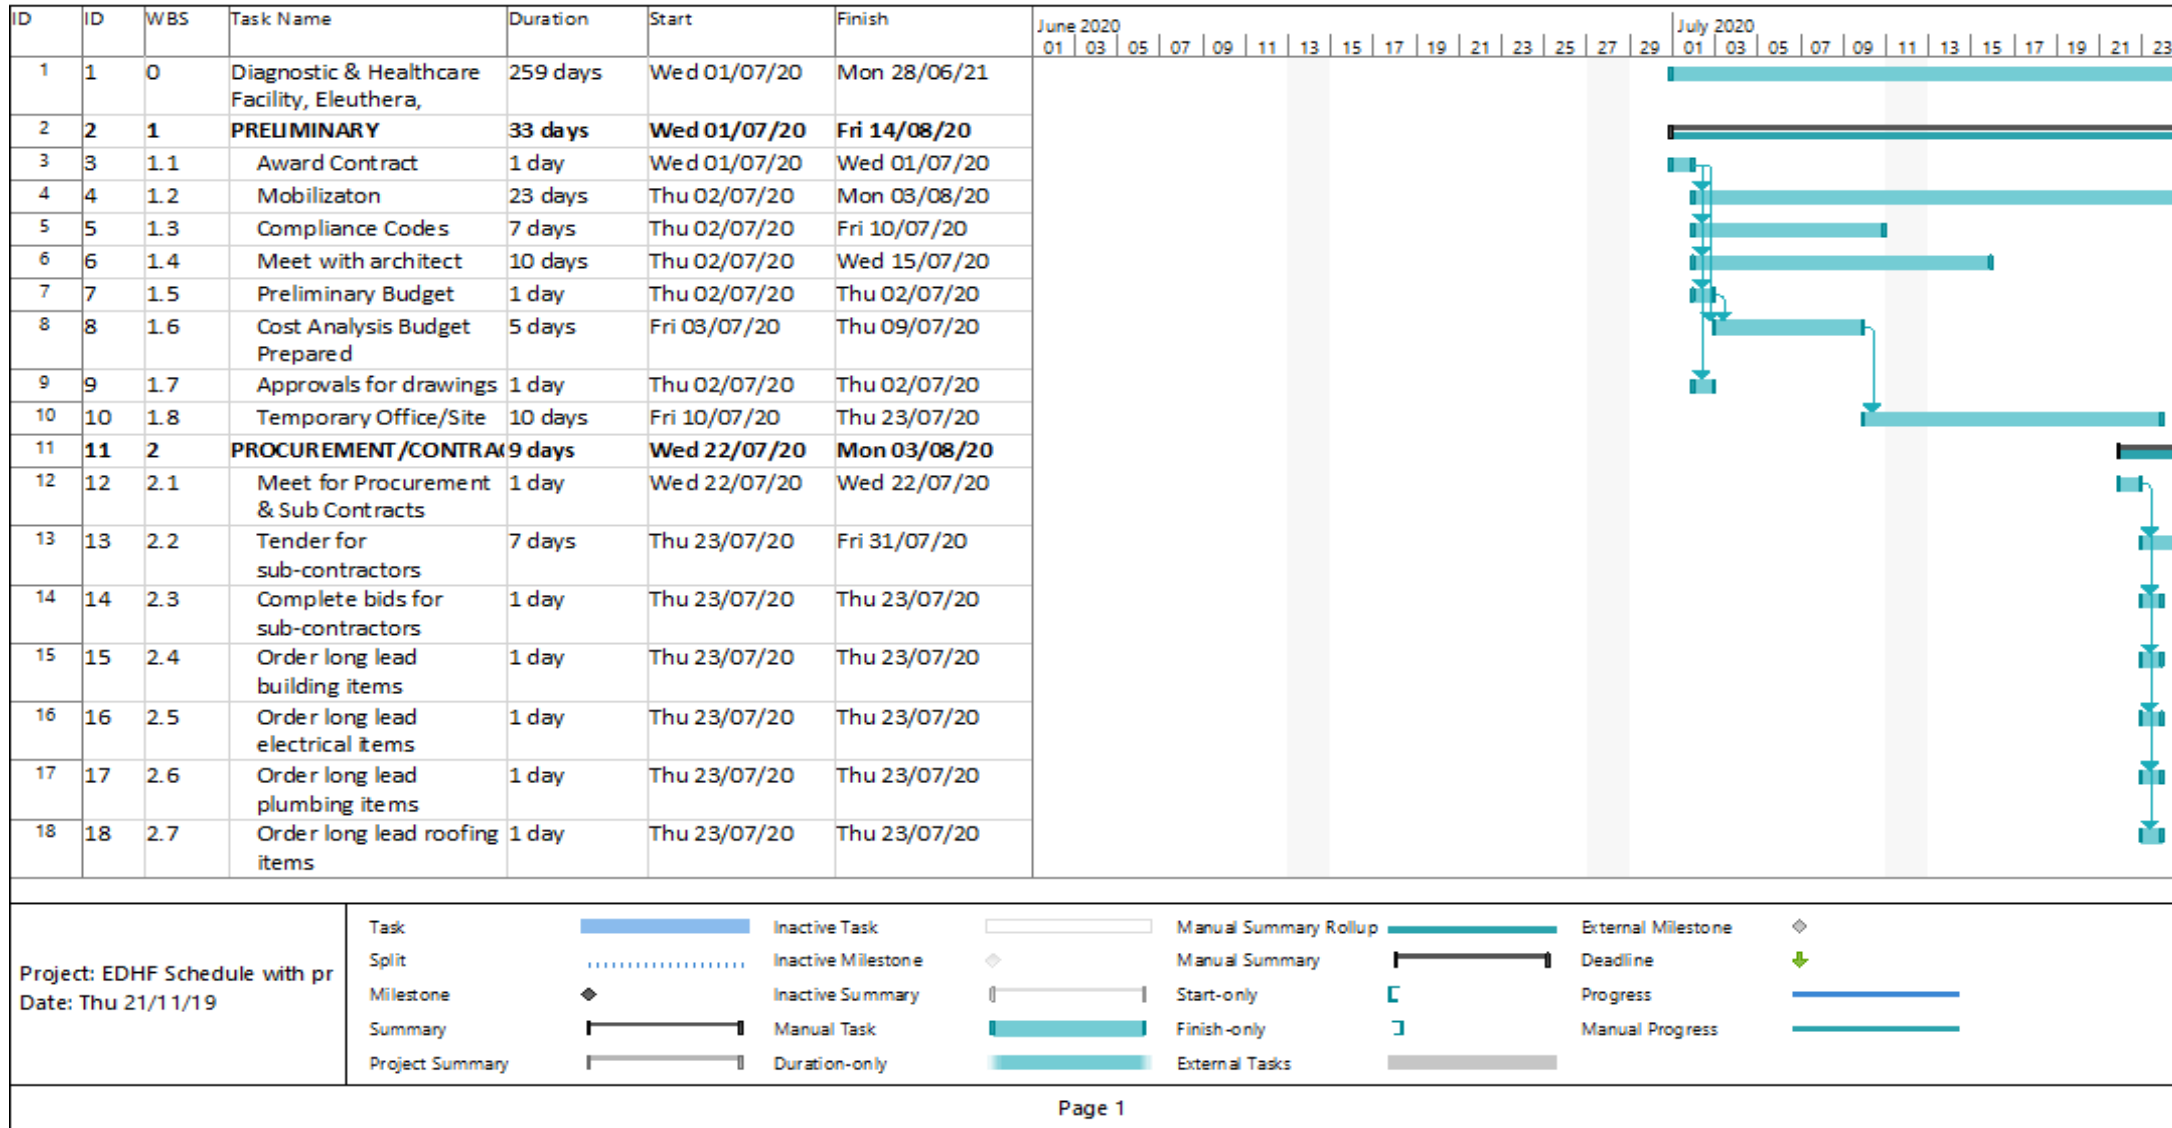 ID ID WBS Task Name Duration Start Finish
June 2020 July 2020
01 03 05 07 09 11 13 15 17 19 21 23 25 27 29 01 03 05 07 09 11 13 15 17 19 21 23
1 1 0 Diagnostic & Healthcare 259 days Wed 01/07/20 Mon 28/06/21
Facility, Eleuthera,
2 2 1 PRELIMINARY 33 days Wed 01/07/20 Fri 14/08/20
3 3 1.1 Award Contract 1 day Wed 01/07/20 Wed 01/07/20
4 4 1.2 Mobilizaton 23 days Thu 02/07/20 Mon 03/08/20
5 5 1.3 Compliance Codes 7 days Thu 02/07/20 Fri 10/07/20
6 6 1.4 Meet with architect 10 days Thu 02/07/20 Wed 15/07/20
7 7 1.5 Preliminary Budget 1 day Thu 02/07/20 Thu 02/07/20
8 8 1.6 Cost Analysis Budget 5 days Fri 03/07/20 Thu 09/07/20
Prepared
9 9 1.7 Approvals for drawings 1 day Thu 02/07/20 Thu 02/07/20
10 10 1.8 Temporary Office/Site 10 days Fri 10/07/20 Thu 23/07/20
11 11 2 PROCUREMENT/CONTRAC 9 days Wed 22/07/20 Mon 03/08/20
12 12 2.1 Meet for Procurement 1 day Wed 22/07/20 Wed 22/07/20
& Sub Contracts
13 13 2.2 Tender for 7 days Thu 23/07/20 Fri 31/07/20
sub-contractors
14 14 2.3 Complete bids for 1 day Thu 23/07/20 Thu 23/07/20
sub-contractors
15 15 2.4 Order long lead 1 day Thu 23/07/20 Thu 23/07/20
building items
16 16 2.5 Order long lead 1 day Thu 23/07/20 Thu 23/07/20
electrical items
17 17 2.6 Order long lead 1 day Thu 23/07/20 Thu 23/07/20
plumbing items
18 18 2.7 Order long lead roofing 1 day Thu 23/07/20 Thu 23/07/20
items
Project: EDHF Schedule with pr
Date: Thu 21/11/19
Task Inactive Task Manual Summary Rollup External Milestone
Split Inactive Milestone Manual Summary Deadline
Milestone Inactive Summary Start-only Progress
Summary Manual Task Finish-only Manual Progress
Project Summary Duration-only External Tasks
Page 1